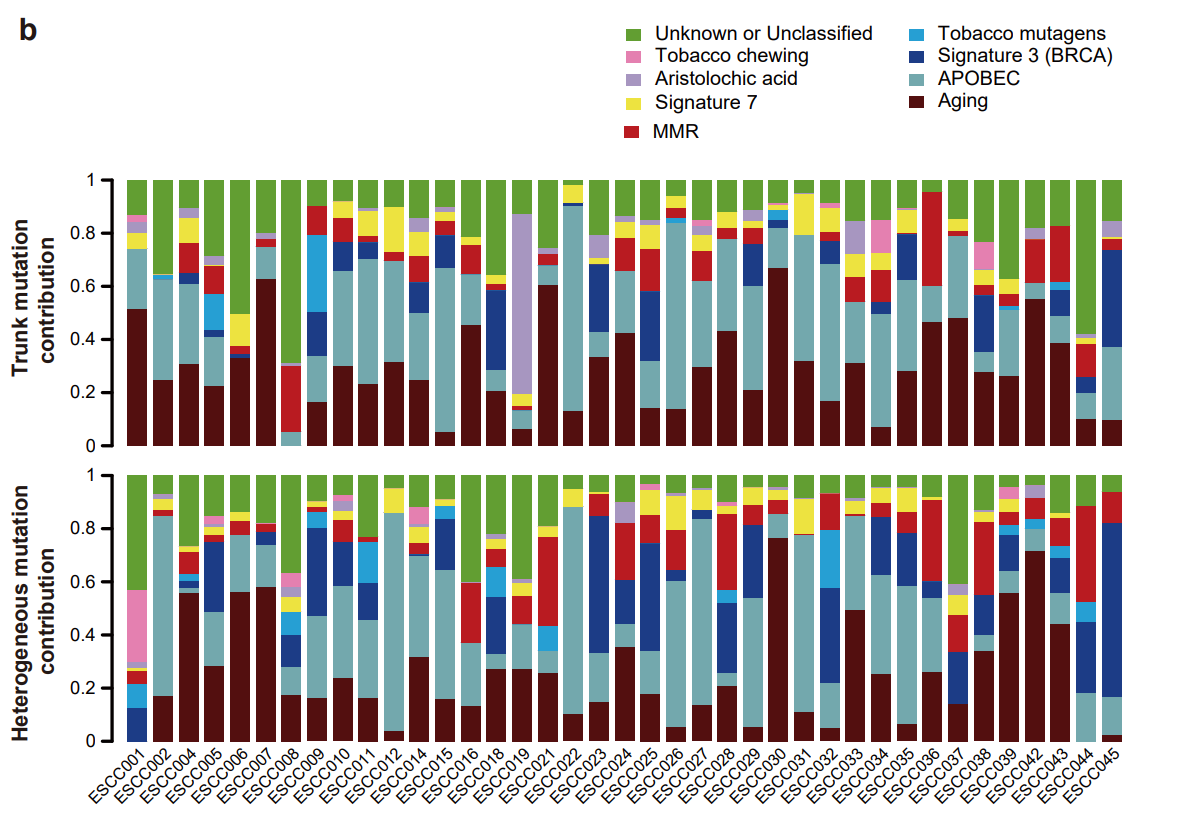 b
Unknown or Unclassified
Tobacco chewing
Aristolochic acid
Signature 7
MMR
Tobacco mutagens
Signature 3 (BRCA)
APOBEC
Aging
Trunk mutation
contribution
1
0.8
0.6
0.4
0.2
0
Heterogeneous mutation
contribution
1
0.8
0.6
0.4
0.2
0
ESCC001
ESCC002
ESCC004
ESCC005
ESCC006
ESCC007
ESCC008
ESCC009
ESCC010
ESCC011
ESCC012
ESCC014
ESCC015
ESCC016
ESCC018
ESCC019
ESCC021
ESCC022
ESCC023
ESCC024
ESCC025
ESCC026
ESCC027
ESCC028
ESCC029
ESCC030
ESCC031
ESCC032
ESCC033
ESCC034
ESCC035
ESCC036
ESCC037
ESCC038
ESCC039
ESCC042
ESCC043
ESCC044
ESCC045